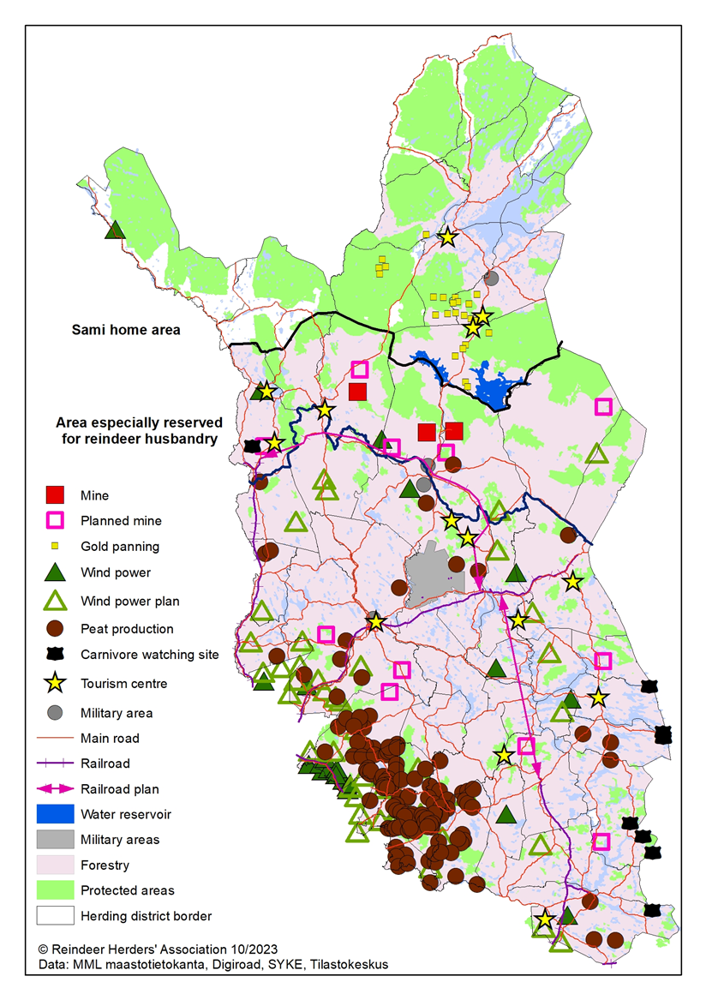 Sami home area
Area especially reserved
for reindeer husbandry
Mine
Planned mine
Gold panning
Wind power
Wind power plan
Peat production
Carnivore watching site
Tourism centre
Military area
Main road
Railroad
Railroad plan
Water reservoir
Military areas
Forestry
Protected areas
Herding district border
© Reindeer Herders' Association 10/2023
Data: MML maastotietokanta, Digiroad, SYKE, Tilastokeskus